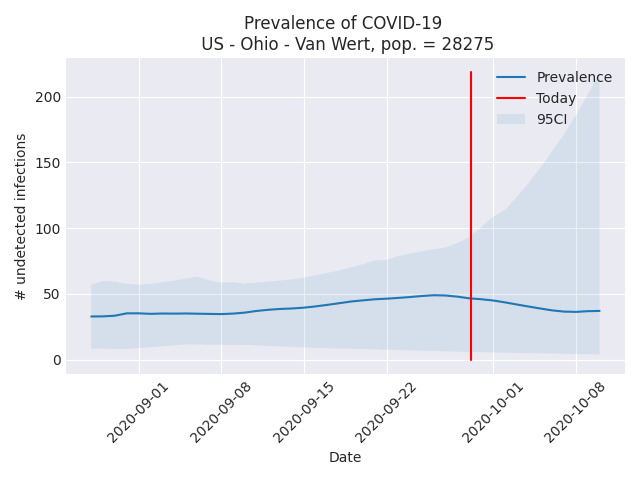 Prevalence of COVID-19
US - Ohio - Van Wert, pop. = 28275
Prevalence
Today
95CI
# undetected infections
200
150
100
50
0
2020-09-01
2020-09-08
2020-09-15
2020-09-22
2020-10-01
2020-10-08
Date